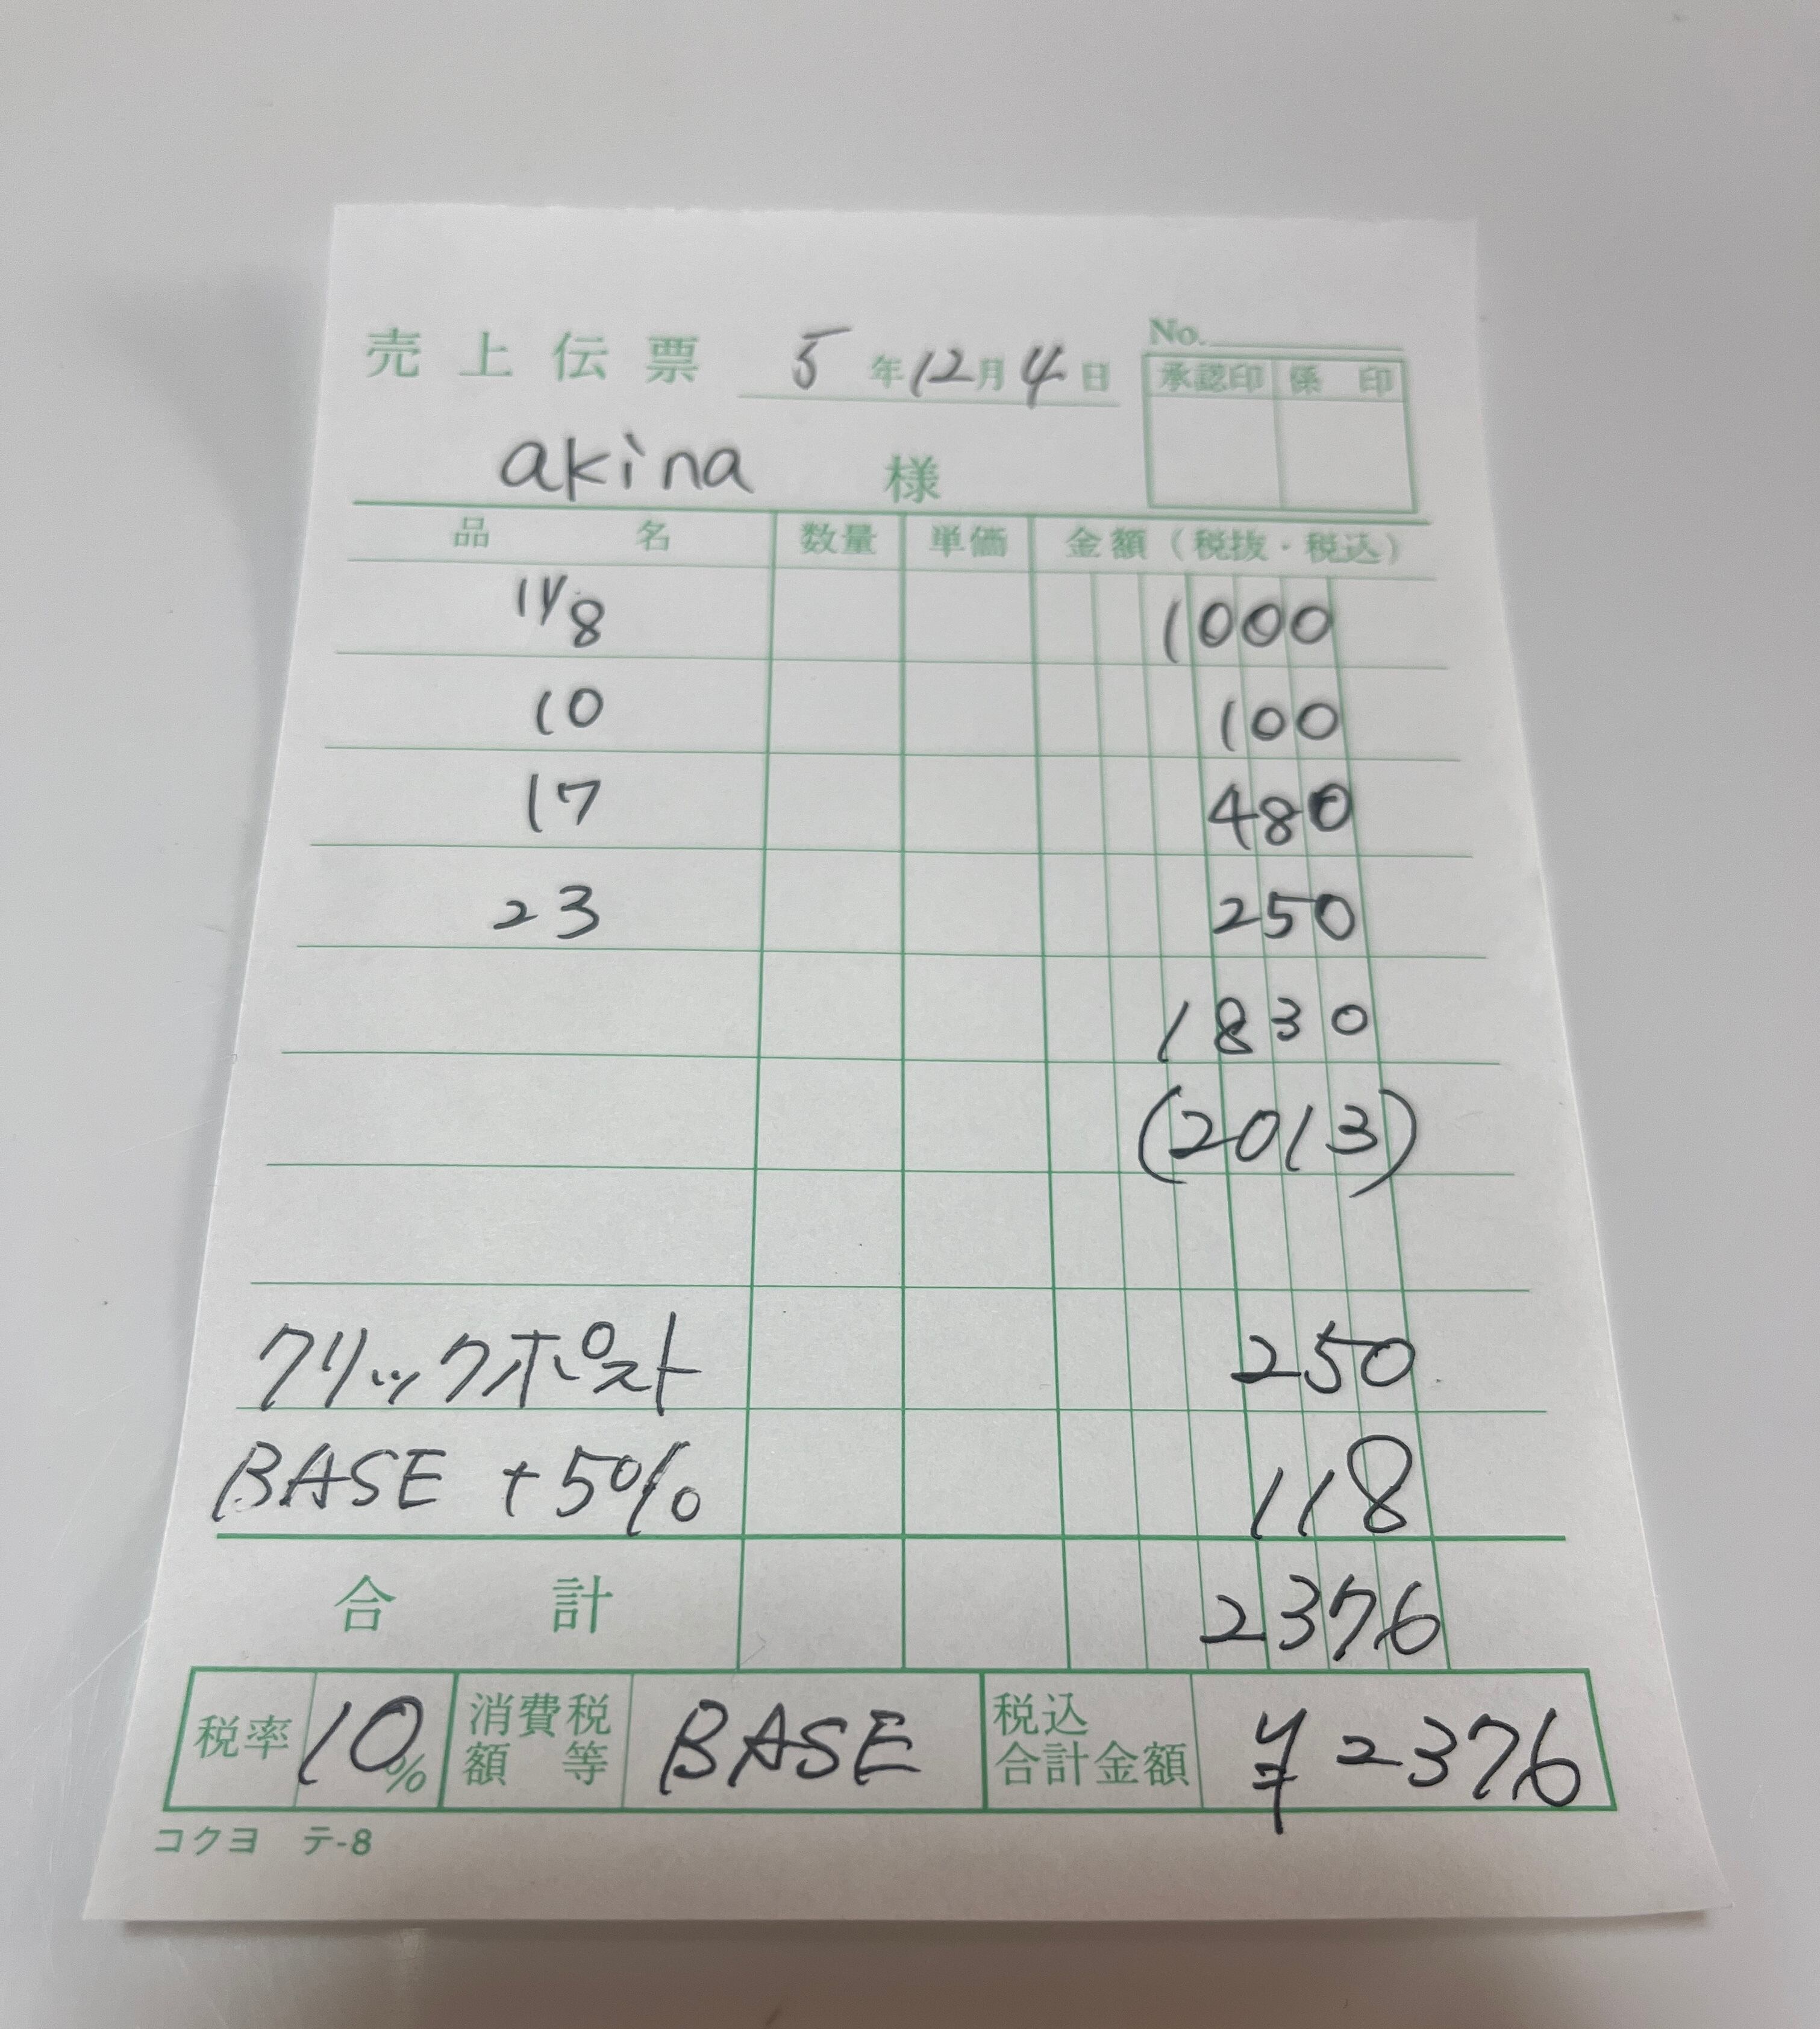 売上伝票 5年12月4日 No.
承認印 係印
akina 様
品名 数量 単価 金額(税抜・税込)
11/8 1000
10 100
17 480
23 250
1830
(2013)
クリックポスト 250
BASE +5% 118
合計 2376
税率 10% 消費税額等 BASE 税込合計金額 ¥2376
コクヨ テ-8